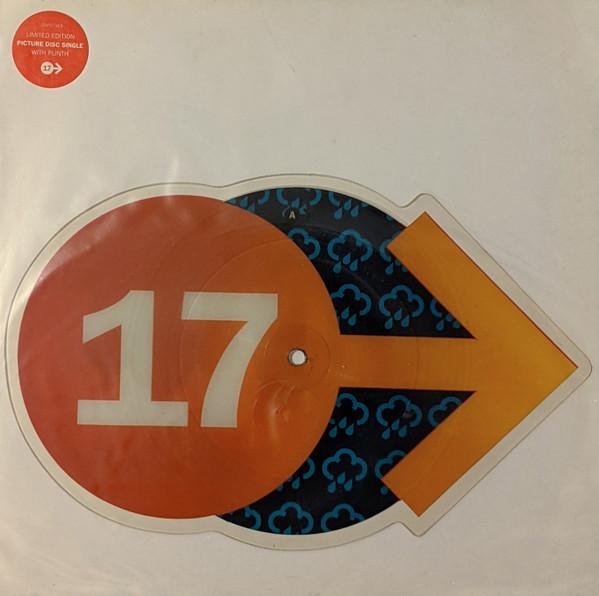 LIMITED EDITION
PICTURE DISC SINGLE
WITH PLINTH
17
A
17